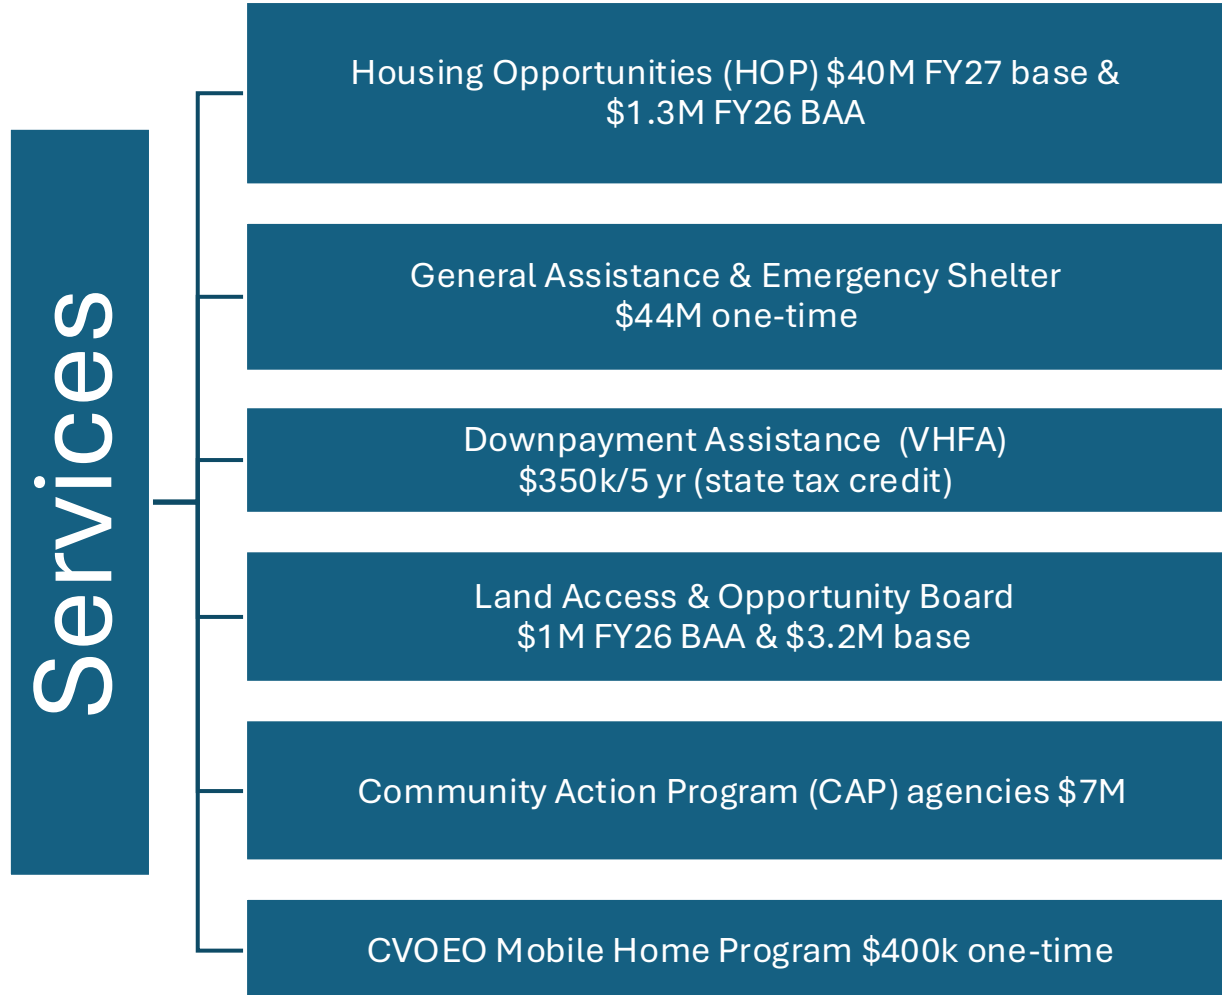 Services
Housing Opportunities (HOP) $40M FY27 base &
$1.3M FY26 BAA
General Assistance & Emergency Shelter
$44M one-time
Downpayment Assistance (VHFA)
$350k/5 yr (state tax credit)
Land Access & Opportunity Board
$1M FY26 BAA & $3.2M base
Community Action Program (CAP) agencies $7M
CVOEO Mobile Home Program $400k one-time